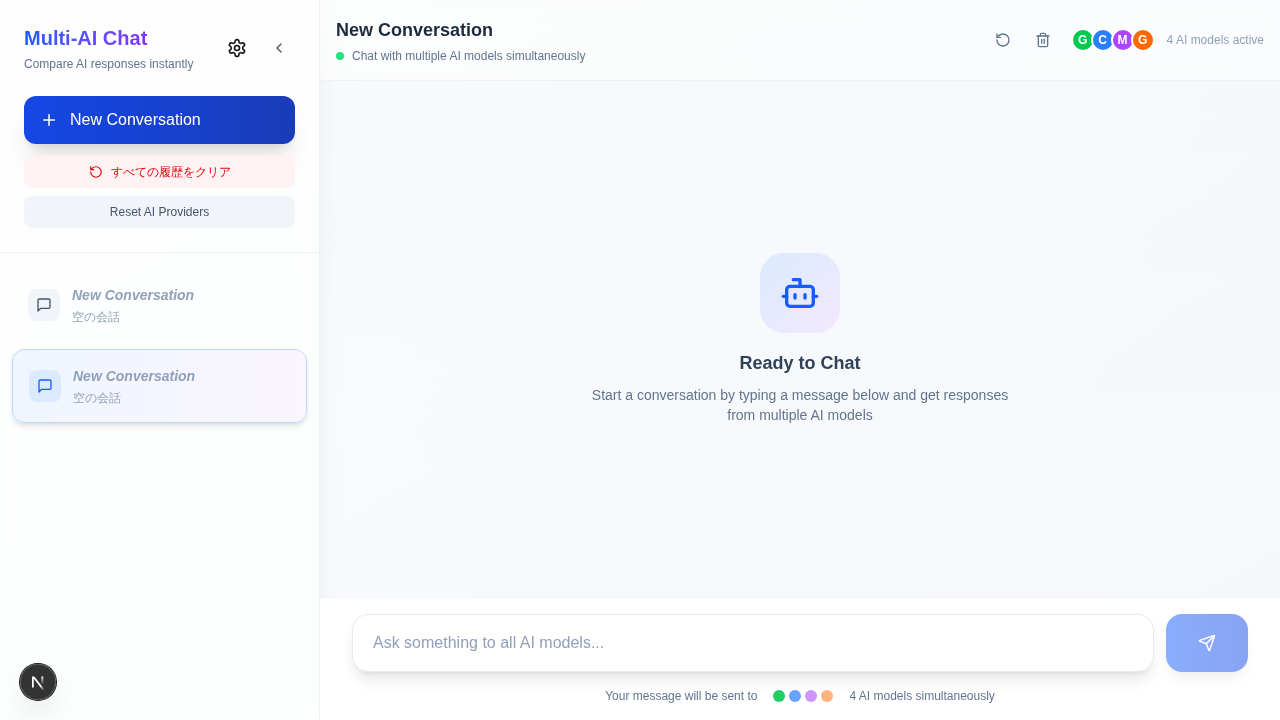 Multi-AI Chat
Compare AI responses instantly
New Conversation
すべての履歴をクリア
Reset AI Providers
New Conversation
空の会話
New Conversation
空の会話
N
New Conversation
Chat with multiple AI models simultaneously
G C M G 4 AI models active
Ready to Chat
Start a conversation by typing a message below and get responses
from multiple AI models
Ask something to all AI models...
Your message will be sent to 4 AI models simultaneously